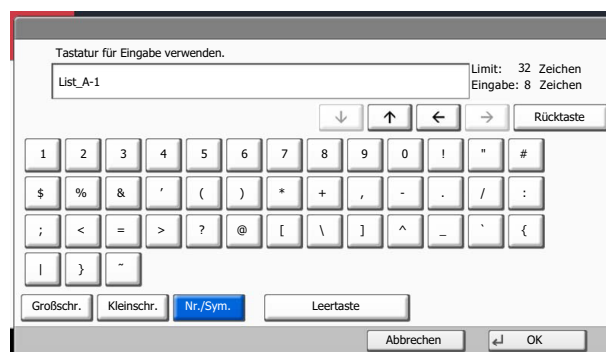 Tastatur für Eingabe verwenden.
List_A-1
Limit: 32 Zeichen
Eingabe: 8 Zeichen
Rücktaste
1 2 3 4 5 6 7 8 9 0 ! " #
$ % & ' ( ) * + , - . / :
; < = > ? @ [ \ ] ^ _ ` {
| } ~
Großschr. Kleinschr. Nr./Sym. Leertaste
Abbrechen OK